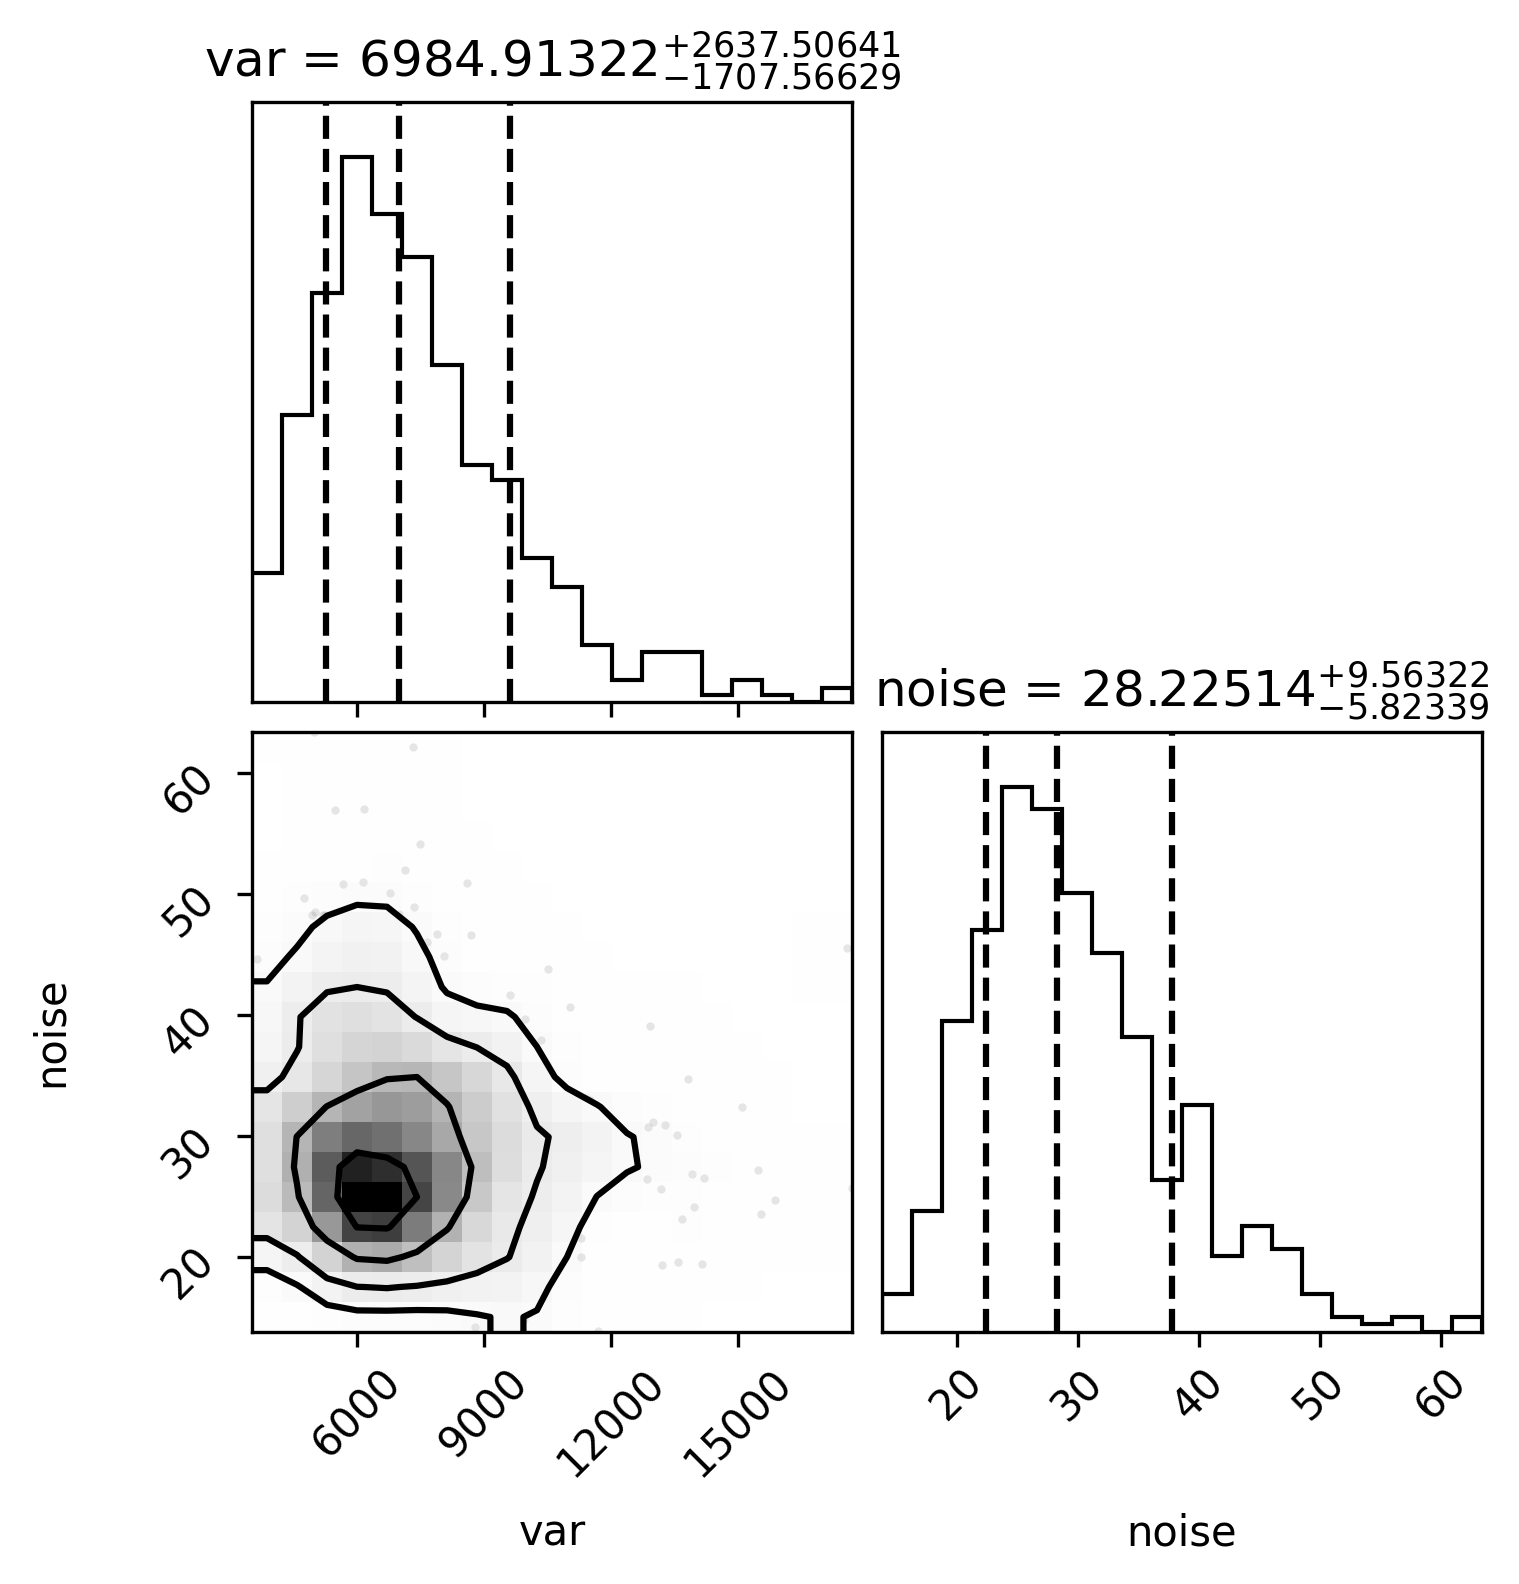 var = 6984.91322+2637.50641−1707.56629
noise = 28.22514+9.56322−5.82339
60
50
40
30
20
noise
6000 9000 12000 15000
var
20 30 40 50 60
noise